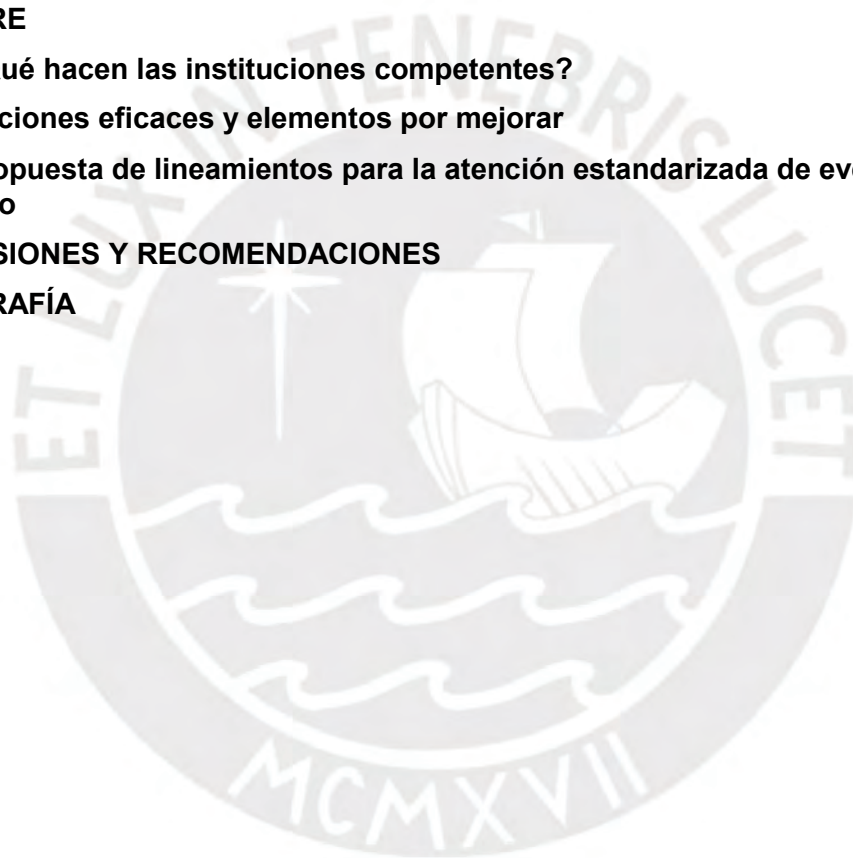 RE
ué hacen las instituciones competentes?
ciones eficaces y elementos por mejorar
opuesta de lineamientos para la atención estandarizada de ev
o
SIONES Y RECOMENDACIONES
RAFÍA
ET LUX IN TENEBRIS LUCET
MCMXVII